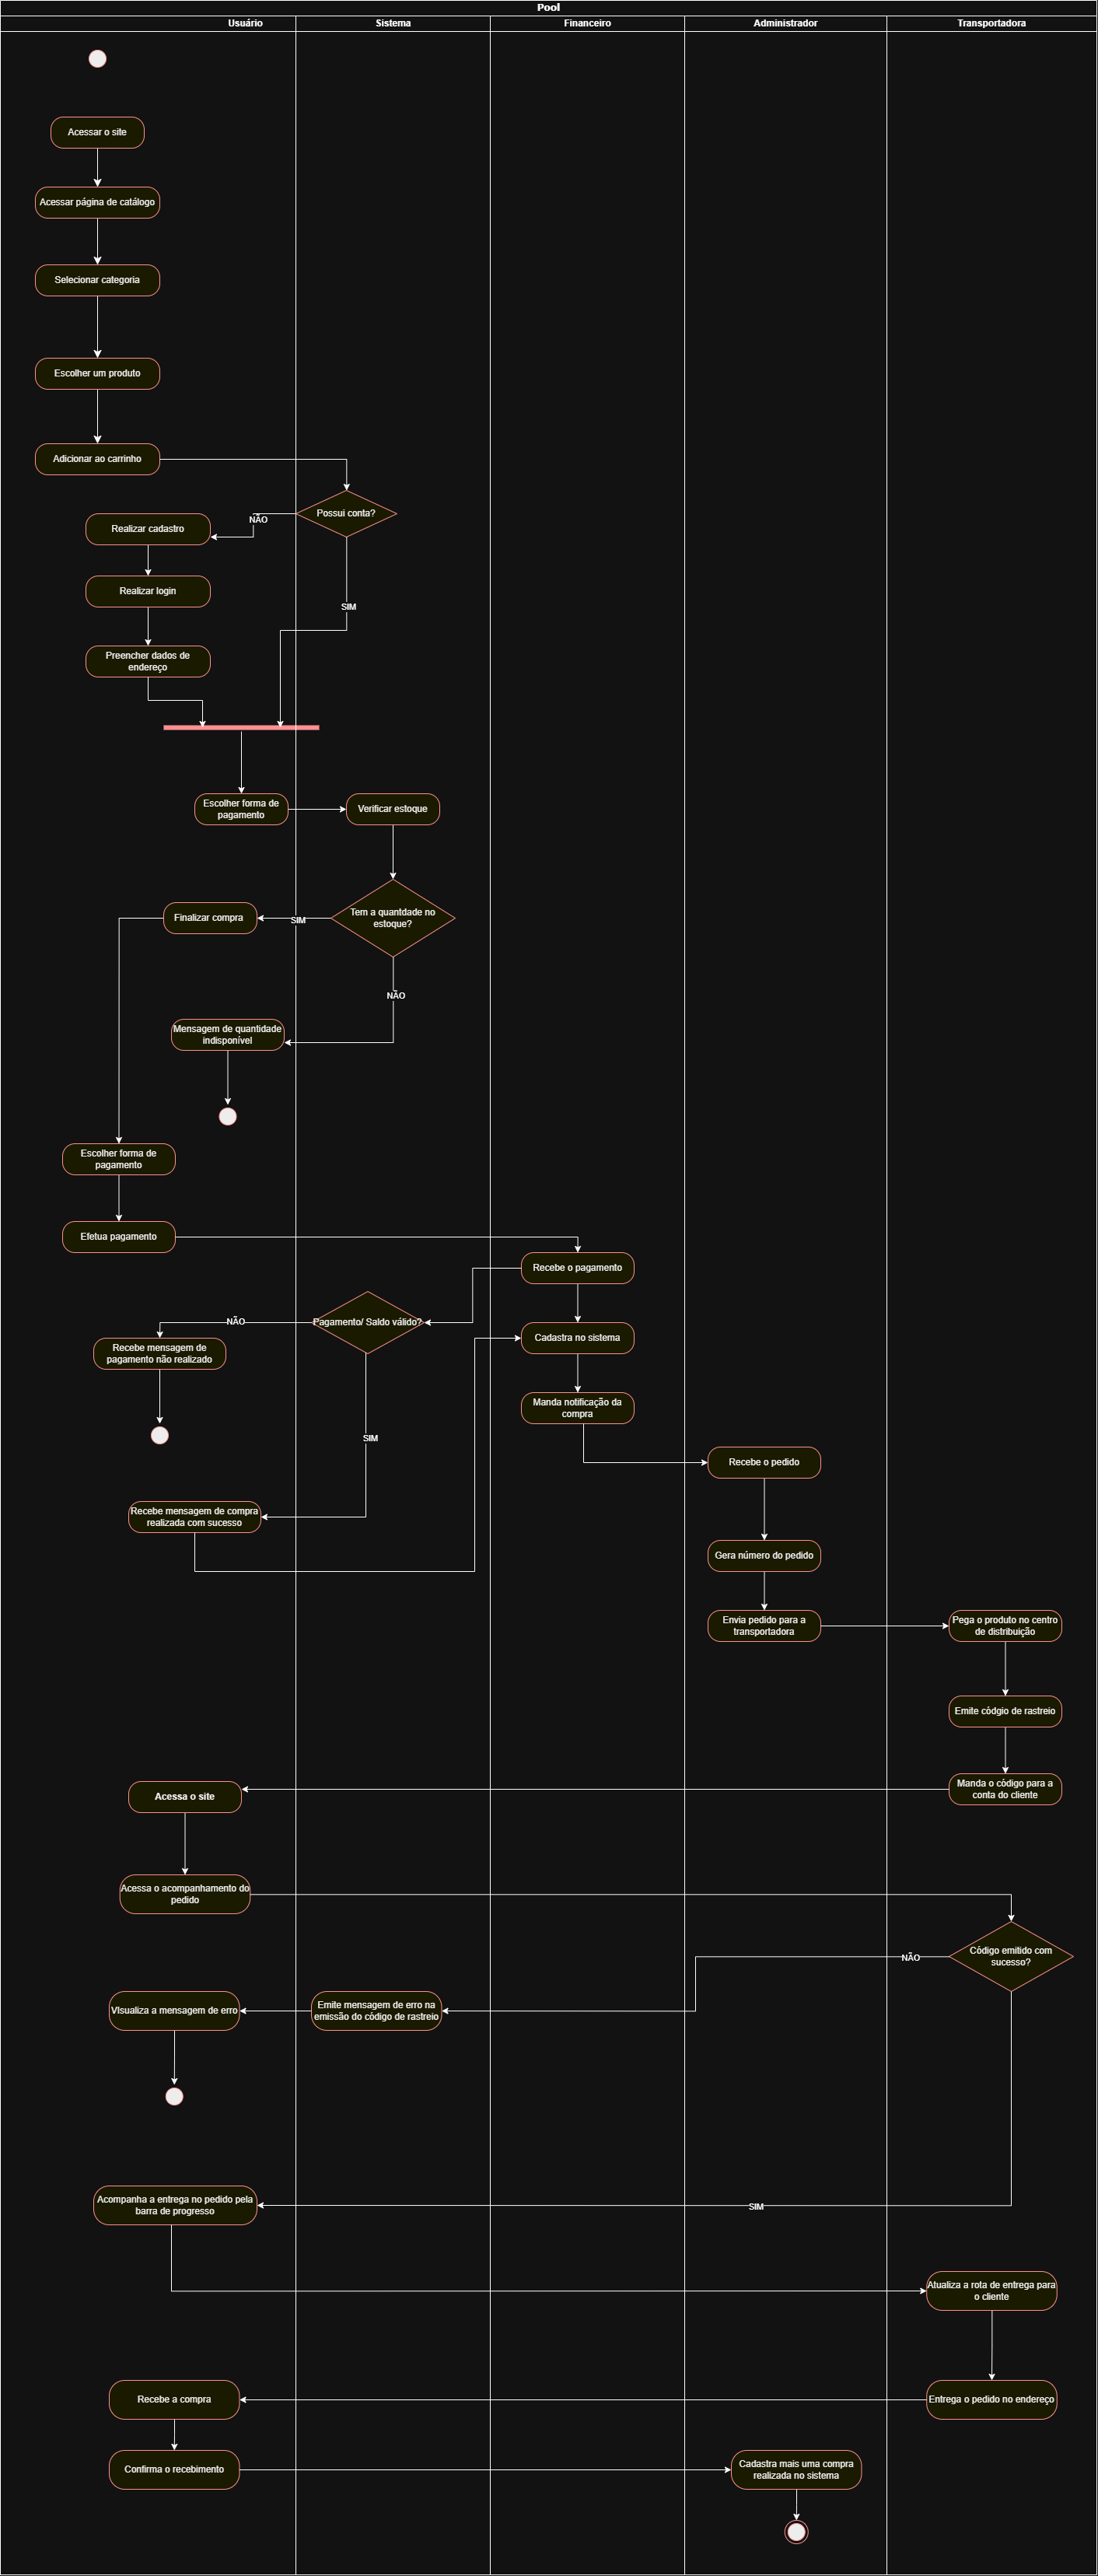 Pool
Usuário
Sistema
Financeiro
Administrador
Transportadora
Acessar o site
Acessar página de catálogo
Selecionar categoria
Escolher um produto
Adicionar ao carrinho
Possui conta?
NÃO
Realizar cadastro
Realizar login
SIM
Preencher dados de
endereço
Escolher forma de
pagamento
Verificar estoque
Tem a quantdade no
estoque?
SIM
Finalizar compra
NÃO
Mensagem de quantidade
indisponível
Escolher forma de
pagamento
Efetua pagamento
Recebe o pagamento
Pagamento/ Saldo válido?
NÃO
Cadastra no sistema
Recebe mensagem de
pagamento não realizado
Manda notificação da
compra
SIM
Recebe o pedido
Recebe mensagem de compra
realizada com sucesso
Gera número do pedido
Envia pedido para a
transportadora
Pega o produto no centro
de distribuição
Emite códgio de rastreio
Manda o código para a
conta do cliente
Acessa o site
Acessa o acompanhamento do
pedido
Código emitido com
sucesso?
NÃO
Emite mensagem de erro na
emissão do código de rastreio
VIsualiza a mensagem de erro
Acompanha a entrega no pedido pela
barra de progresso
SIM
Atualiza a rota de entrega para
o cliente
Entrega o pedido no endereço
Recebe a compra
Confirma o recebimento
Cadastra mais uma compra
realizada no sistema